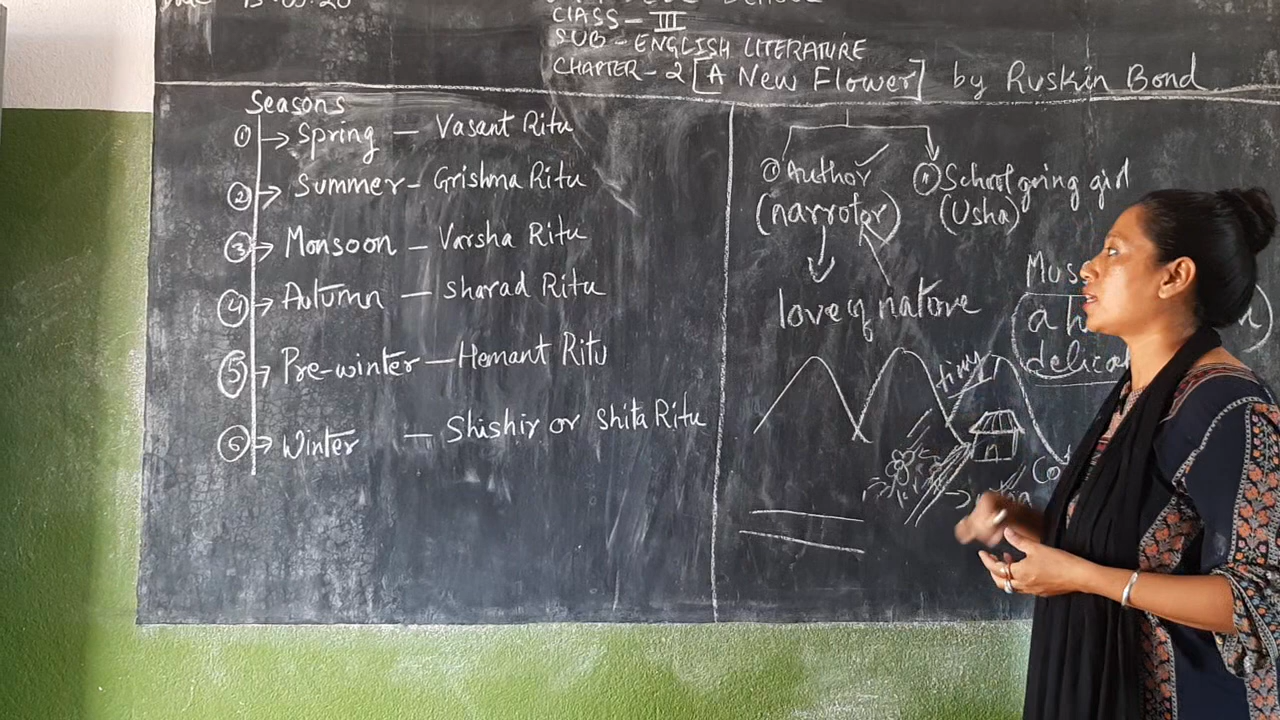 CLASS - III
SUB - ENGLISH LITERATURE
CHAPTER - 2 [A New Flower] by Ruskin Bond
Seasons
① → Spring — Vasant Ritu
② → Summer - Grishma Ritu
③ → Monsoon - Varsha Ritu
④ → Autumn — sharad Ritu
⑤ → Pre-winter — Hemant Ritu
⑥ → Winter — Shishir or Shita Ritu
① Author ✓
(narrotor)
love of nature
② School going girl
(Usha)
a
tiny